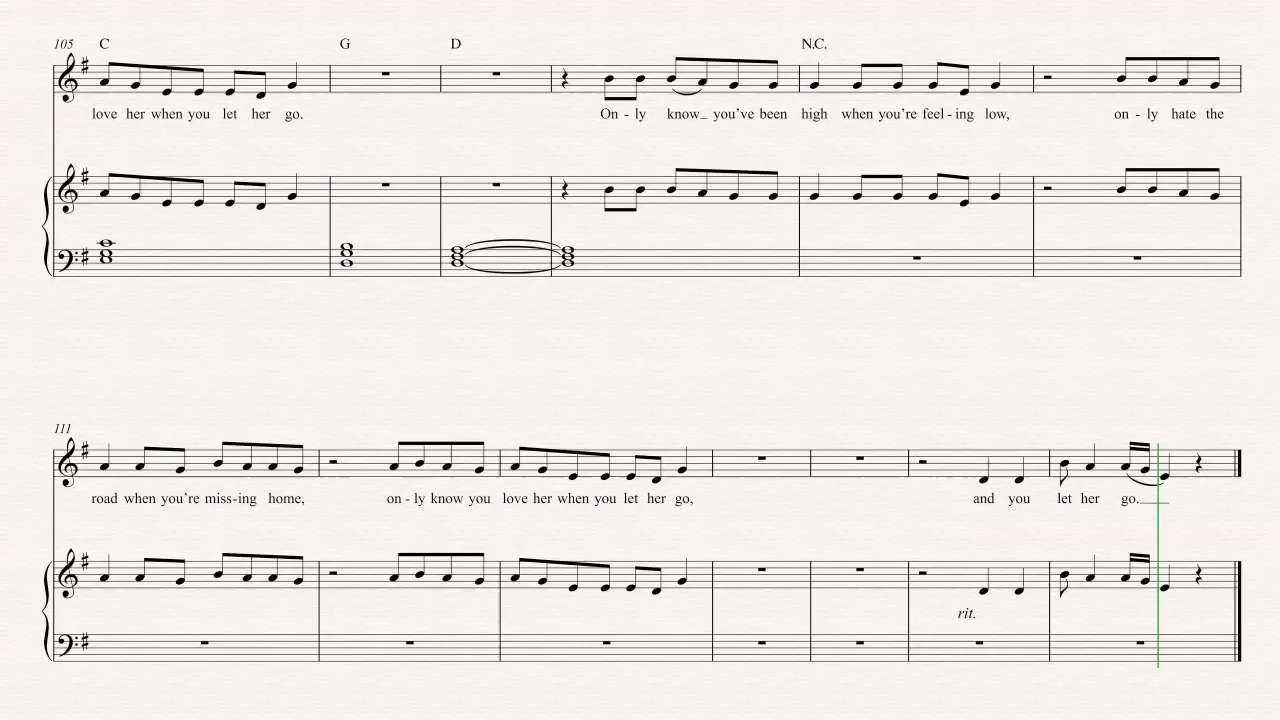 105 C G D N.C.
love her when you let her go. On - ly know_ you've been high when you're feel - ing low, on - ly hate the
111
road when you're miss-ing home, on - ly know you love her when you let her go, and you let her go.
rit.